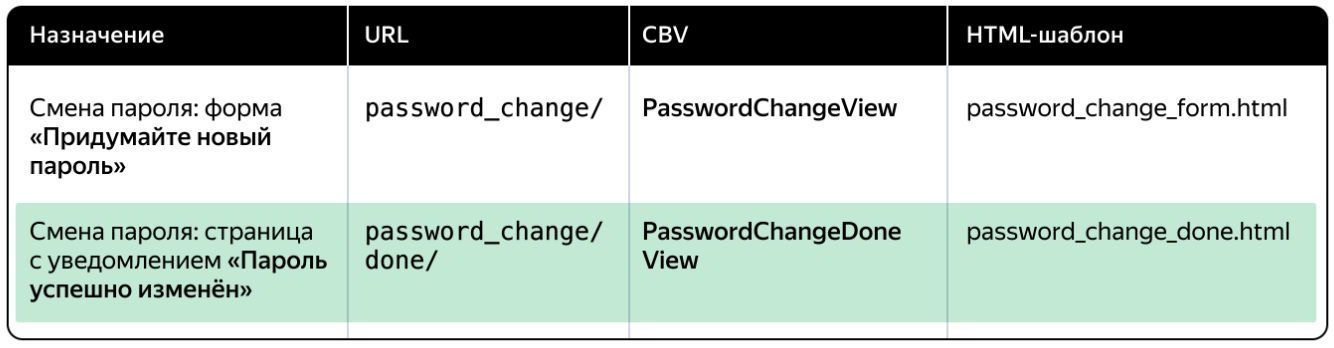 Назначение
URL
CBV
HTML-шаблон
Смена пароля: форма
«Придумайте новый
пароль»
password_change/
PasswordChangeView
password_change_form.html
Смена пароля: страница
с уведомлением «Пароль
успешно изменён»
password_change/
done/
PasswordChangeDone
View
password_change_done.html